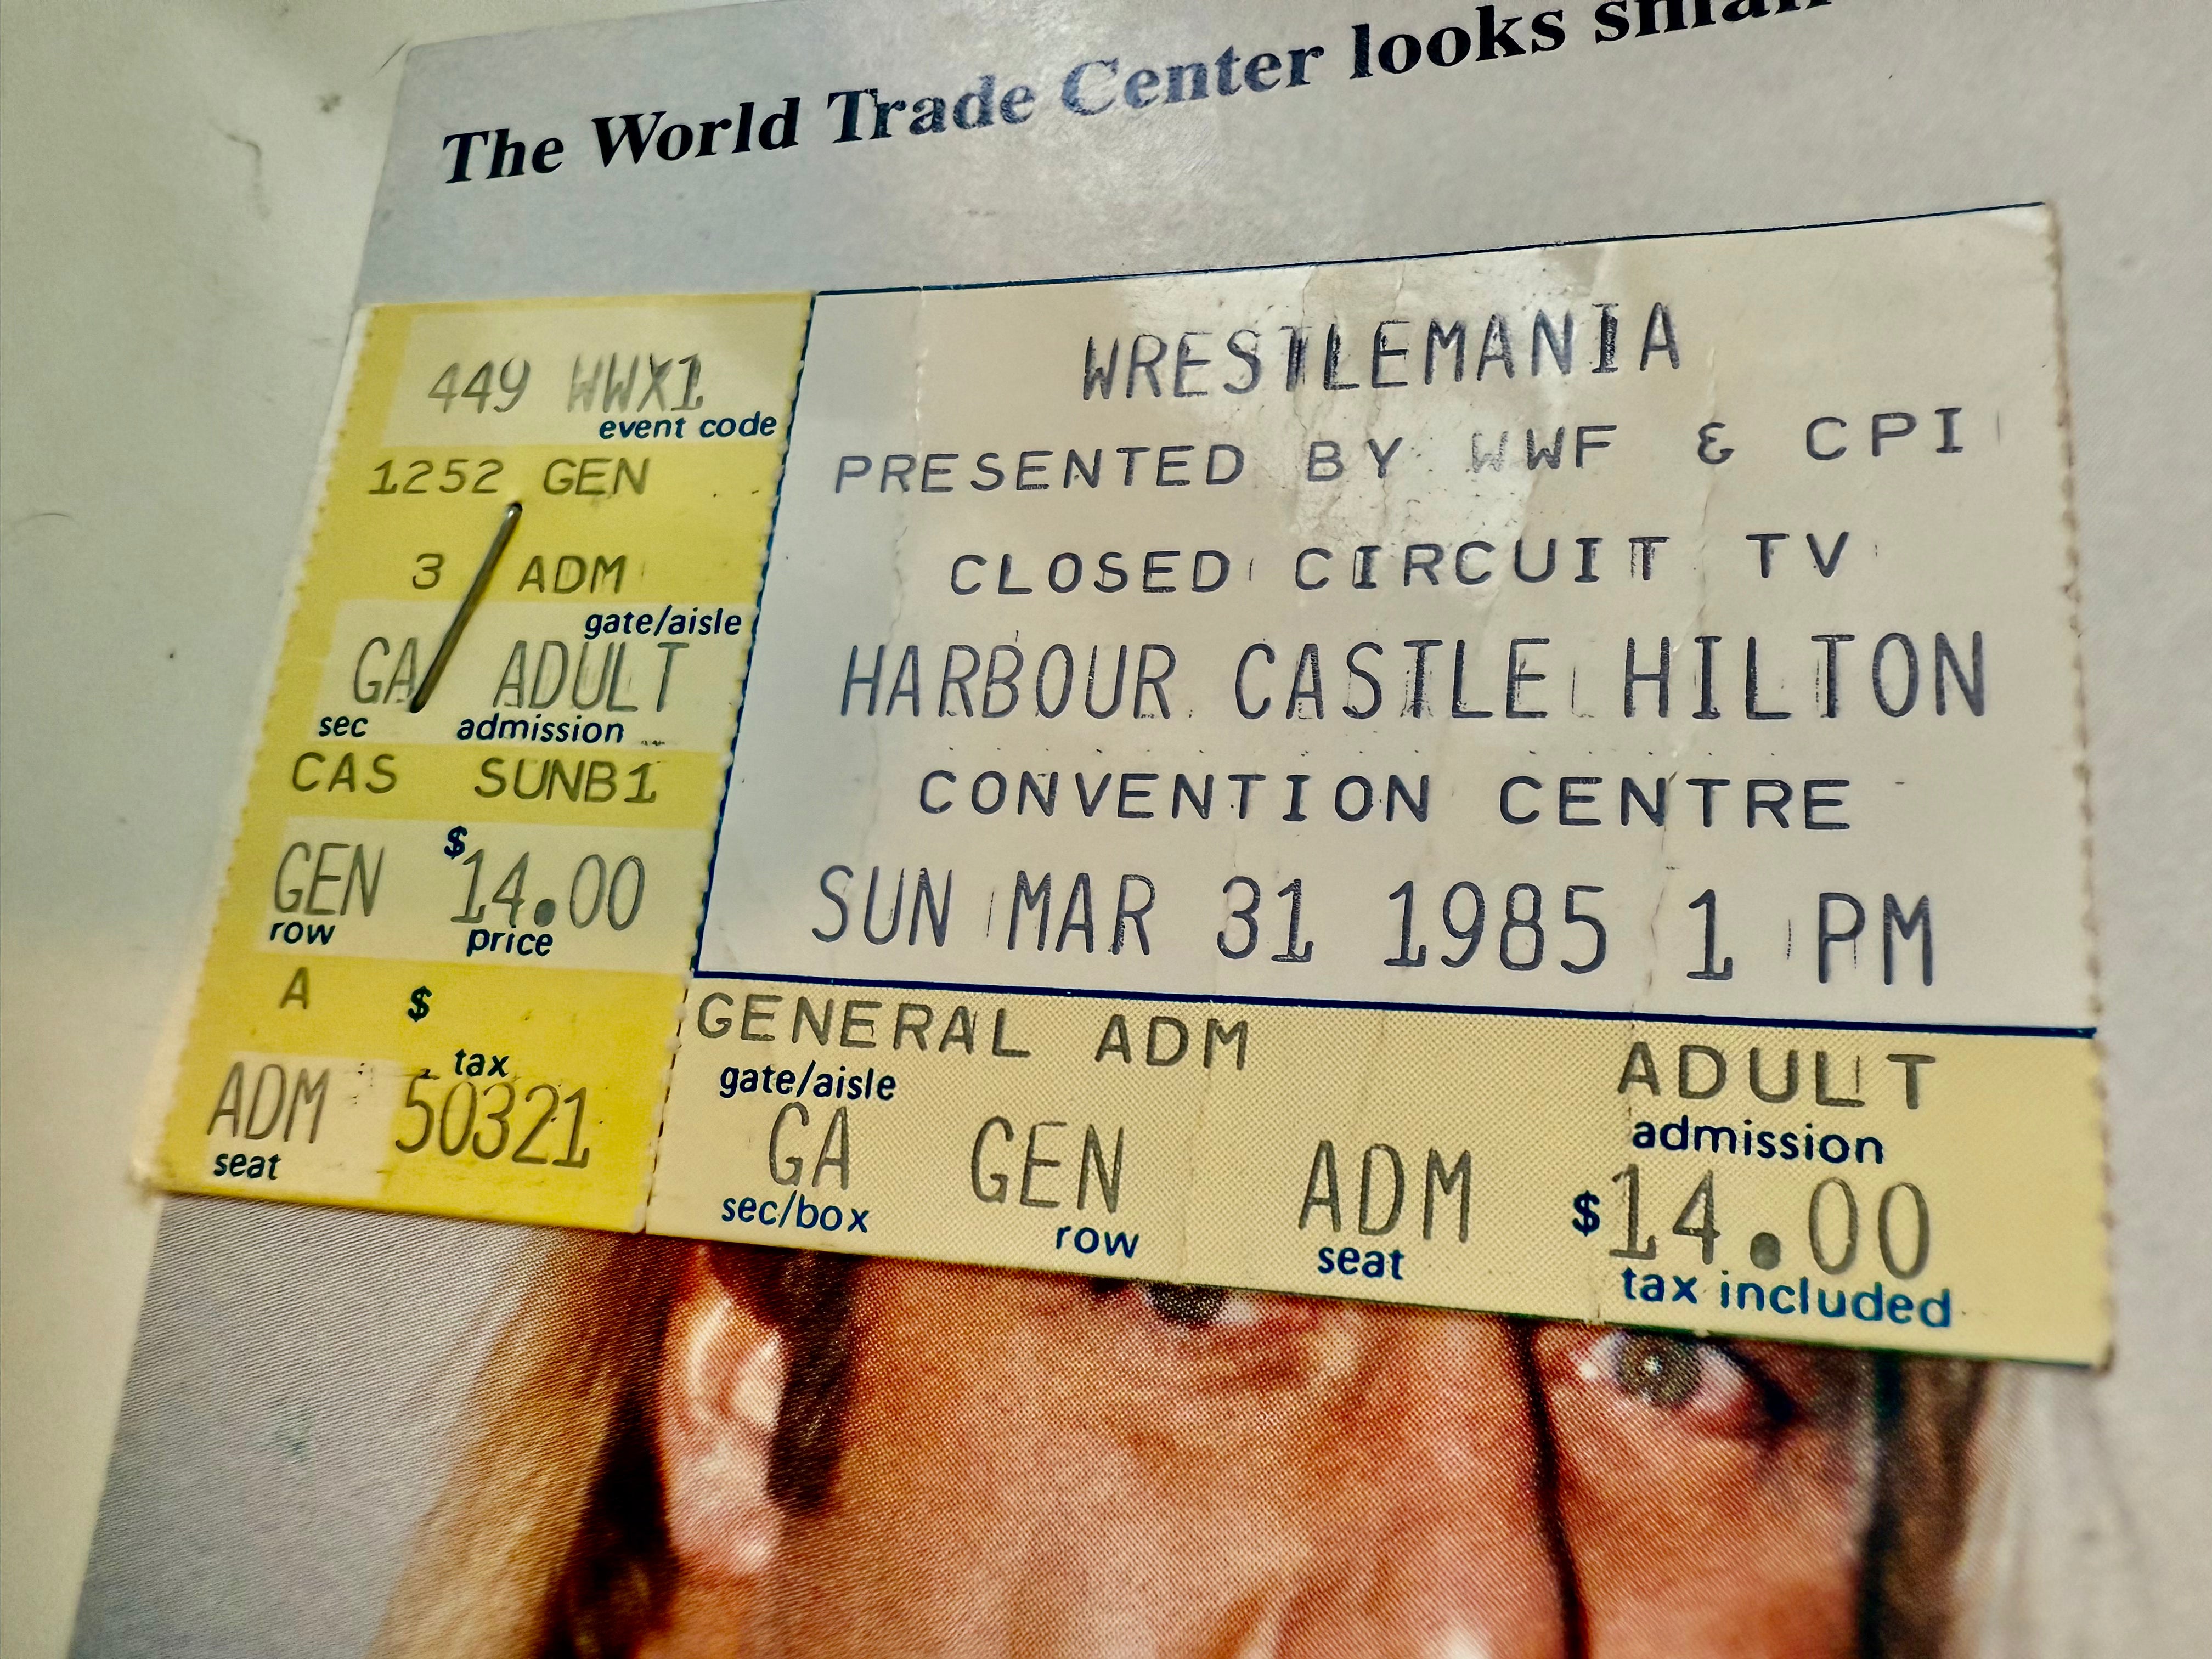 The World Trade Center looks
449 WWX1
event code
1252 GEN
3 ADM
gate/aisle
GA ADULT
sec admission
CAS SUNB1
GEN $14.00
row price
A $
tax
ADM 50321
seat
WRESTLEMANIA
PRESENTED BY WWF & CPI
CLOSED CIRCUIT TV
HARBOUR CASTLE HILTON
CONVENTION CENTRE
SUN MAR 31 1985 1 PM
GENERAL ADM ADULT
gate/aisle admission
GA GEN ADM $14.00
sec/box row seat tax included